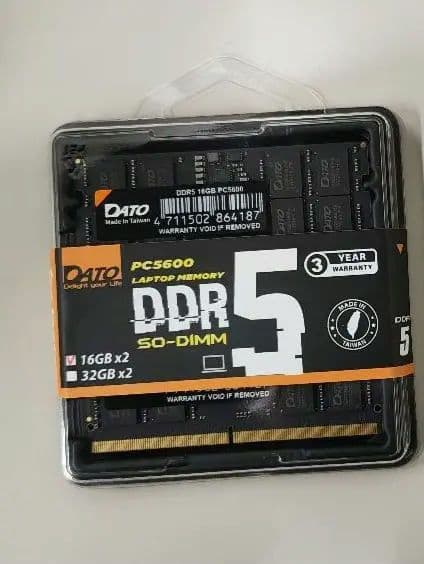 DDR5 16GB PC5600
DATO
Made in Taiwan
4 711502 864187
WARRANTY VOID IF REMOVED
DATO
Delight your Life
PC5600
LAPTOP MEMORY
DDR5
SO-DIMM
16GB x2
32GB x2
3 YEAR
WARRANTY
MADE IN
TAIWAN
DDR
5
WARRANTY VOID IF REMOVED